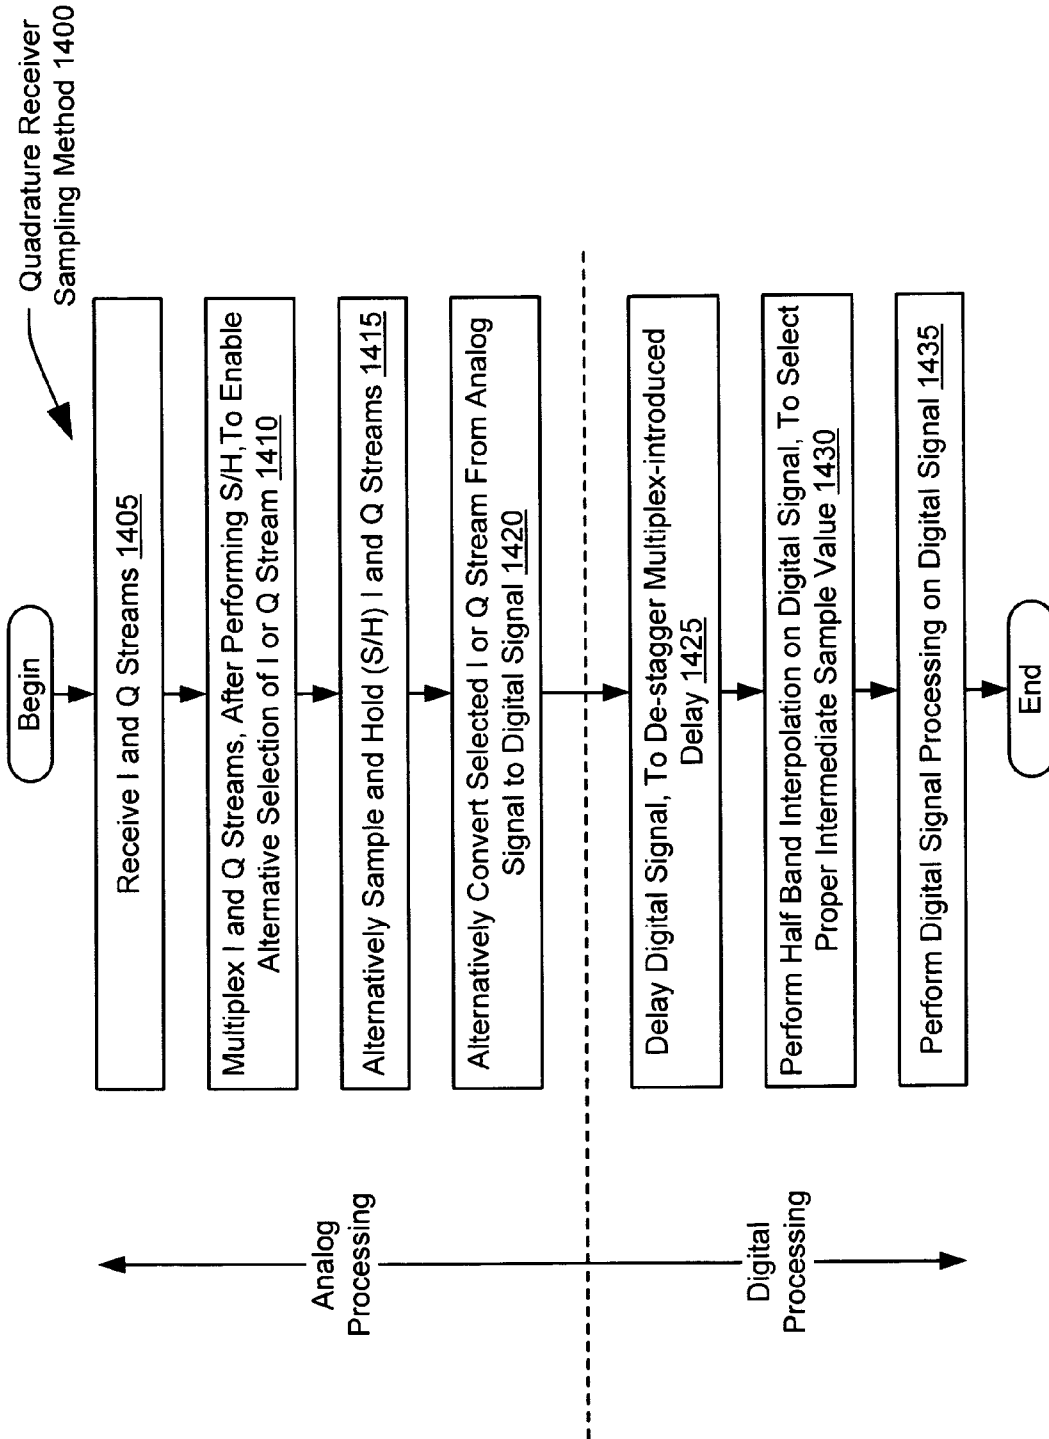 Quadrature Receiver
Sampling Method 1400
Begin
Receive I and Q Streams 1405
Multiplex I and Q Streams, After Performing S/H,To Enable
Alternative Selection of I or Q Stream 1410
Alternatively Sample and Hold (S/H) I and Q Streams 1415
Alternatively Convert Selected I or Q Stream From Analog
Signal to Digital Signal 1420
Delay Digital Signal, To De-stagger Multiplex-introduced
Delay 1425
Perform Half Band Interpolation on Digital Signal, To Select
Proper Intermediate Sample Value 1430
Perform Digital Signal Processing on Digital Signal 1435
End
Analog
Processing
Digital
Processing